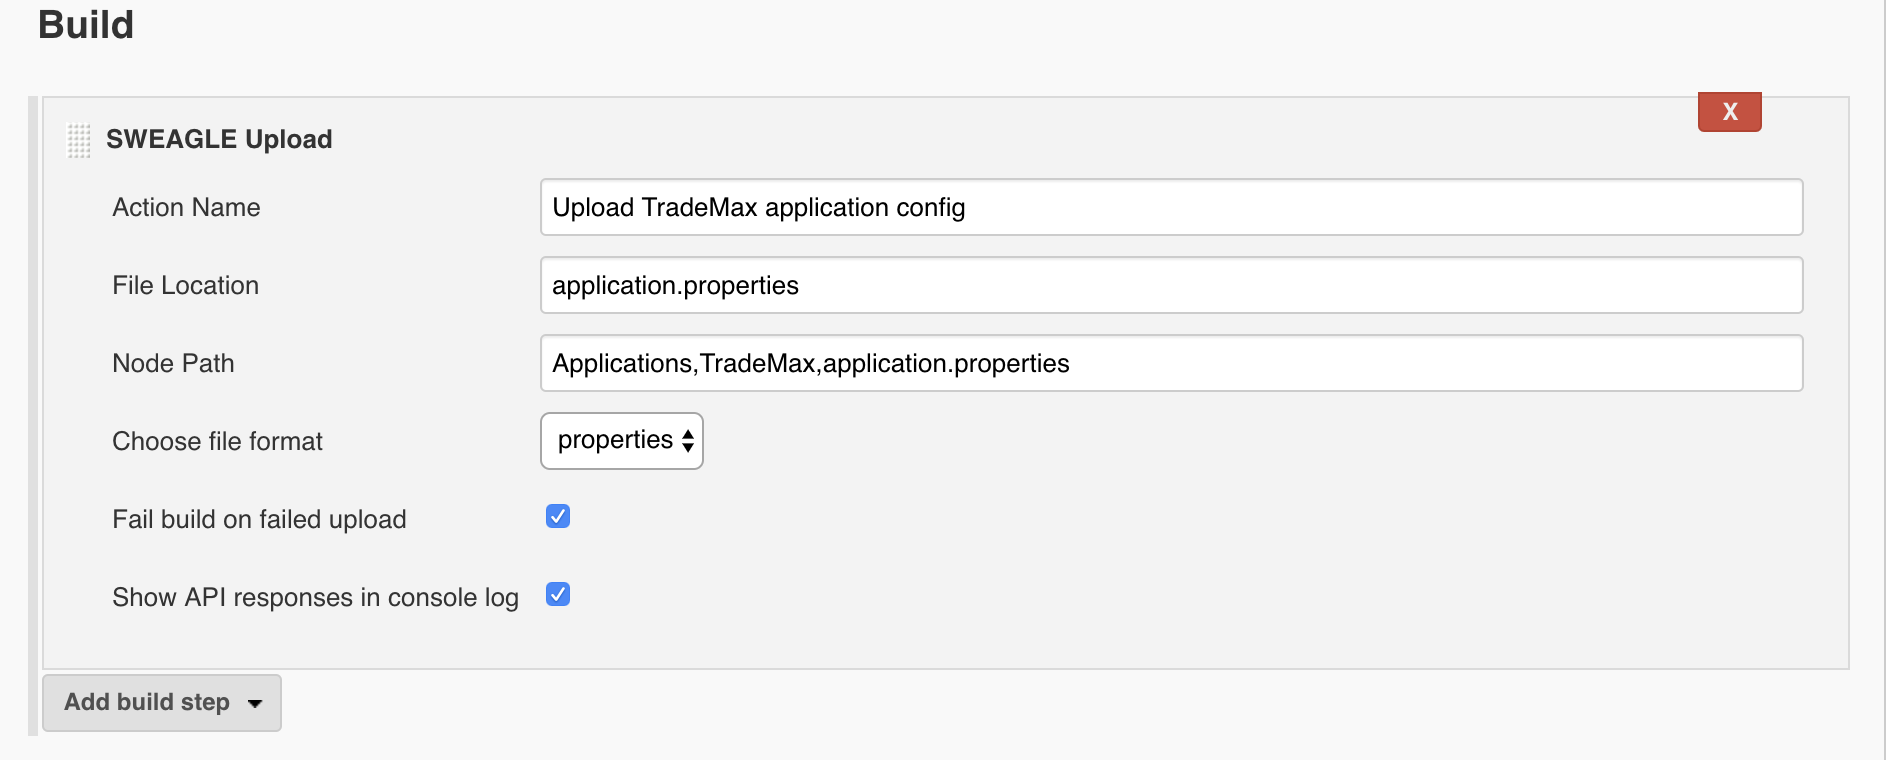 Build
X
SWEAGLE Upload
Action Name
Upload TradeMax application config
File Location
application.properties
Node Path
Applications,TradeMax,application.properties
Choose file format
properties
Fail build on failed upload
Show API responses in console log
Add build step